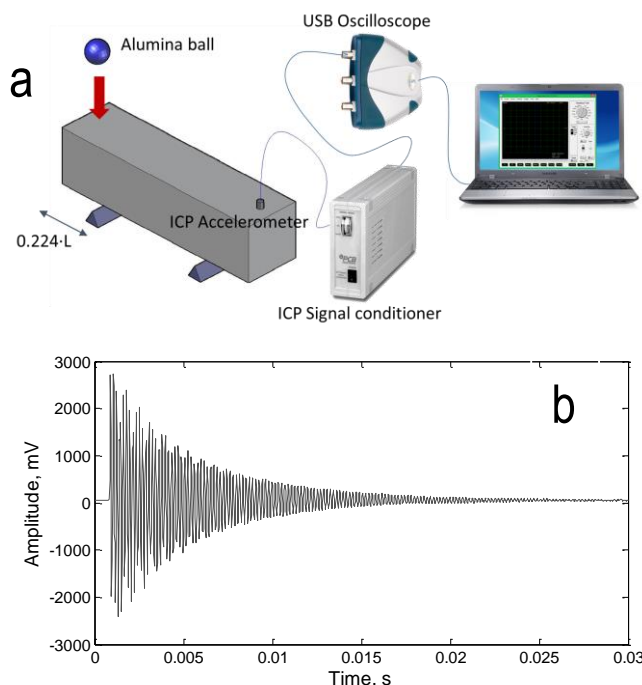 USB Oscilloscope
Alumina ball
a
ICP Accelerometer
0.224·L
PCB
ICP Signal conditioner
b
3000
2000
1000
0
-1000
-2000
-3000
Amplitude, mV
0
0.005
0.01
0.015
0.02
0.025
0.03
Time, s